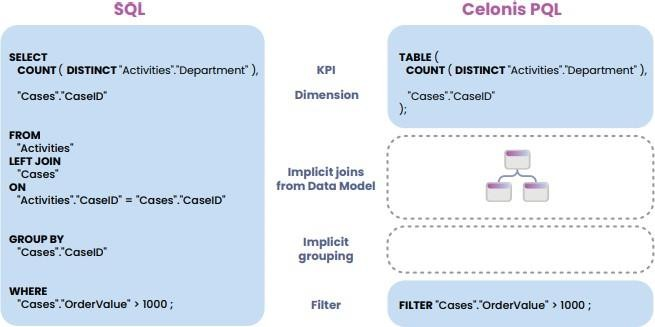 SQL
SELECT
COUNT ( DISTINCT "Activities"."Department" ),
"Cases"."CaseID"
FROM
"Activities"
LEFT JOIN
"Cases"
ON
"Activities"."CaseID" = "Cases"."CaseID"
GROUP BY
"Cases"."CaseID"
WHERE
"Cases"."OrderValue" > 1000 ;
KPI
Dimension
Implicit joins
from Data Model
Implicit
grouping
Filter
Celonis PQL
TABLE (
COUNT ( DISTINCT "Activities"."Department" ),
"Cases"."CaseID"
);
FILTER "Cases"."OrderValue" > 1000 ;